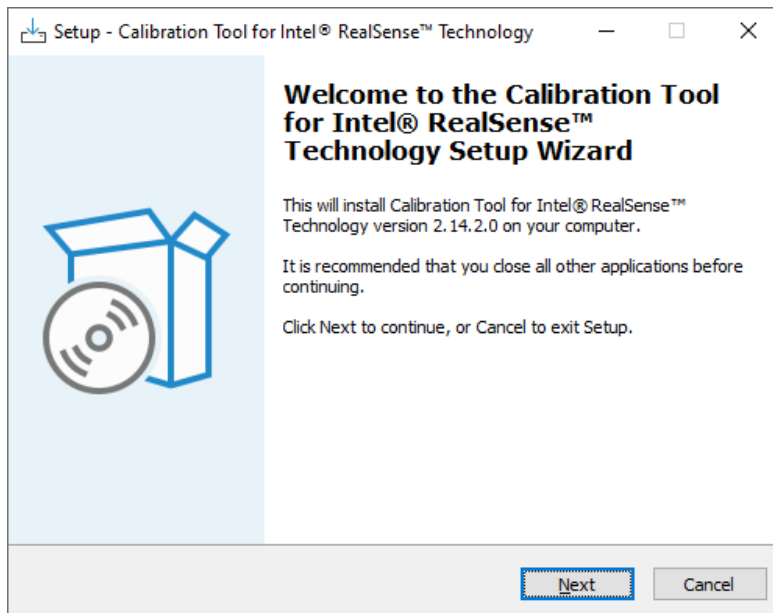 Setup - Calibration Tool for Intel® RealSense™ Technology
Welcome to the Calibration Tool
for Intel® RealSense™
Technology Setup Wizard
This will install Calibration Tool for Intel® RealSense™
Technology version 2.14.2.0 on your computer.
It is recommended that you close all other applications before
continuing.
Click Next to continue, or Cancel to exit Setup.
Next
Cancel